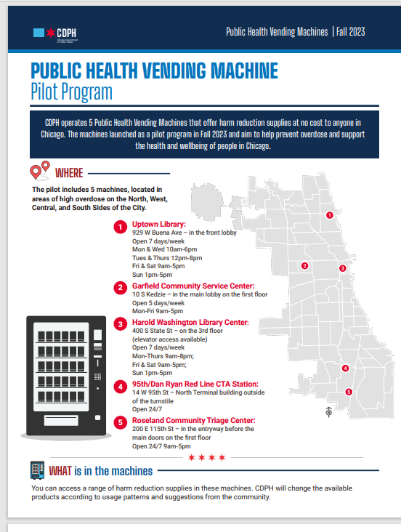 CDPH
Public Health Vending Machines | Fall 2023
PUBLIC HEALTH VENDING MACHINE
Pilot Program
CDPH operates 5 Public Health Vending Machines that offer harm reduction supplies at no cost to anyone in
Chicago. The machines launched as a pilot program in Fall 2023 and aim to help prevent overdose and support
the health and wellbeing of people in Chicago.
WHERE
The pilot includes 5 machines, located in
areas of high overdose on the North, West,
Central, and South Sides of the City.
1 Uptown Library:
929 W Buena Ave – in the front lobby
Open 7 days/week
Mon & Wed 10am-6pm
Tues & Thurs 12pm-8pm
Fri & Sat 9am-5pm
Sun 1pm-5pm
2 Garfield Community Service Center:
10 S Kedzie – in the main lobby on the first floor
Open 5 days/week
Mon-Fri 9am-5pm
3 Harold Washington Library Center:
400 S State St – on the 3rd floor
(elevator access available)
Open 7 days/week
Mon-Thurs 9am-8pm;
Fri & Sat 9am-5pm;
Sun 1pm-5pm
4 95th/Dan Ryan Red Line CTA Station:
14 W 95th St – North Terminal building outside
of the turnstile
Open 24/7
5 Roseland Community Triage Center:
200 E 115th St – in the entryway before the
main doors on the first floor
Open 24/7 9am-5pm
1
2
3
4
5
WHAT is in the machines
You can access a range of harm reduction supplies in these machines. CDPH will change the available
products according to usage patterns and suggestions from the community.